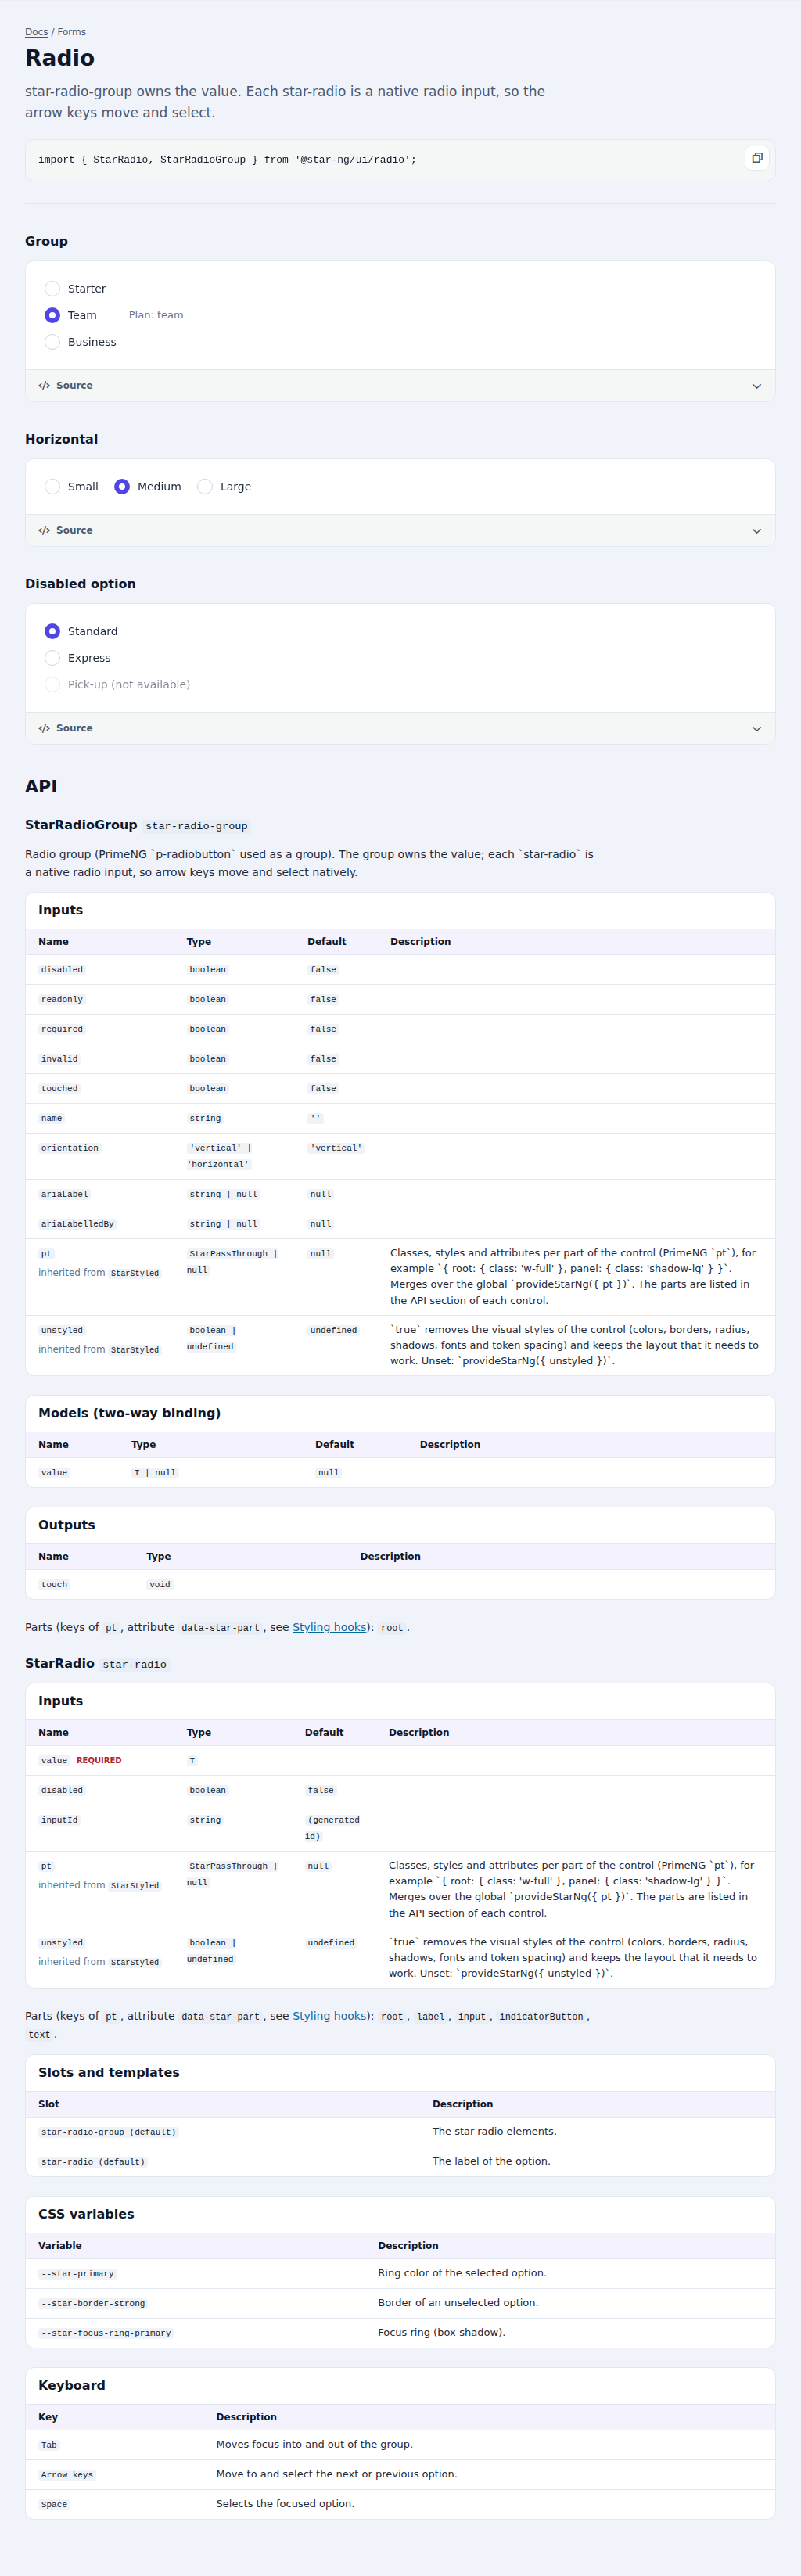 Docs / Forms
Radio
star-radio-group owns the value. Each star-radio is a native radio input, so the
arrow keys move and select.
import { StarRadio, StarRadioGroup } from '@star-ng/ui/radio';
Group
Starter
Team Plan: team
Business
Source
Horizontal
Small Medium Large
Source
Disabled option
Standard
Express
Pick-up (not available)
Source
API
StarRadioGroup star-radio-group
Radio group (PrimeNG `p-radiobutton` used as a group). The group owns the value; each `star-radio` is
a native radio input, so arrow keys move and select natively.
Inputs
Name Type Default Description
disabled boolean false
readonly boolean false
required boolean false
invalid boolean false
touched boolean false
name string ''
orientation 'vertical' | 'vertical'
'horizontal'
ariaLabel string | null null
ariaLabelledBy string | null null
pt StarPassThrough | null Classes, styles and attributes per part of the control (PrimeNG `pt`), for
inherited from StarStyled null example `{ root: { class: 'w-full' }, panel: { class: 'shadow-lg' } }`.
Merges over the global `provideStarNg({ pt })`. The parts are listed in
the API section of each control.
unstyled boolean | undefined `true` removes the visual styles of the control (colors, borders, radius,
inherited from StarStyled undefined shadows, fonts and token spacing) and keeps the layout that it needs to
work. Unset: `provideStarNg({ unstyled })`.
Models (two-way binding)
Name Type Default Description
value T | null null
Outputs
Name Type Description
touch void
Parts (keys of pt, attribute data-star-part, see Styling hooks): root.
StarRadio star-radio
Inputs
Name Type Default Description
value REQUIRED T
disabled boolean false
inputId string (generated
id)
pt StarPassThrough | null Classes, styles and attributes per part of the control (PrimeNG `pt`), for
inherited from StarStyled null example `{ root: { class: 'w-full' }, panel: { class: 'shadow-lg' } }`.
Merges over the global `provideStarNg({ pt })`. The parts are listed in
the API section of each control.
unstyled boolean | undefined `true` removes the visual styles of the control (colors, borders, radius,
inherited from StarStyled undefined shadows, fonts and token spacing) and keeps the layout that it needs to
work. Unset: `provideStarNg({ unstyled })`.
Parts (keys of pt, attribute data-star-part, see Styling hooks): root, label, input, indicatorButton,
text.
Slots and templates
Slot Description
star-radio-group (default) The star-radio elements.
star-radio (default) The label of the option.
CSS variables
Variable Description
--star-primary Ring color of the selected option.
--star-border-strong Border of an unselected option.
--star-focus-ring-primary Focus ring (box-shadow).
Keyboard
Key Description
Tab Moves focus into and out of the group.
Arrow keys Move to and select the next or previous option.
Space Selects the focused option.